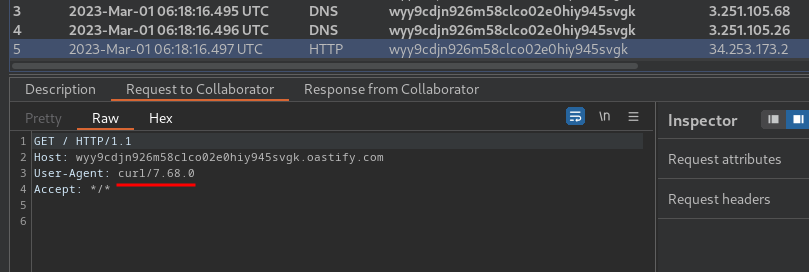 3 2023-Mar-01 06:18:16.495 UTC DNS wyy9cdjn926m58clco02e0hiy945svgk 3.251.105.68
4 2023-Mar-01 06:18:16.496 UTC DNS wyy9cdjn926m58clco02e0hiy945svgk 3.251.105.26
5 2023-Mar-01 06:18:16.497 UTC HTTP wyy9cdjn926m58clco02e0hiy945svgk 34.253.173.2
Description Request to Collaborator Response from Collaborator
Pretty Raw Hex \n
Inspector
1 GET / HTTP/1.1
2 Host: wyy9cdjn926m58clco02e0hiy945svgk.oastify.com
3 User-Agent: curl/7.68.0
4 Accept: */*
5
6
Request attributes
Request headers